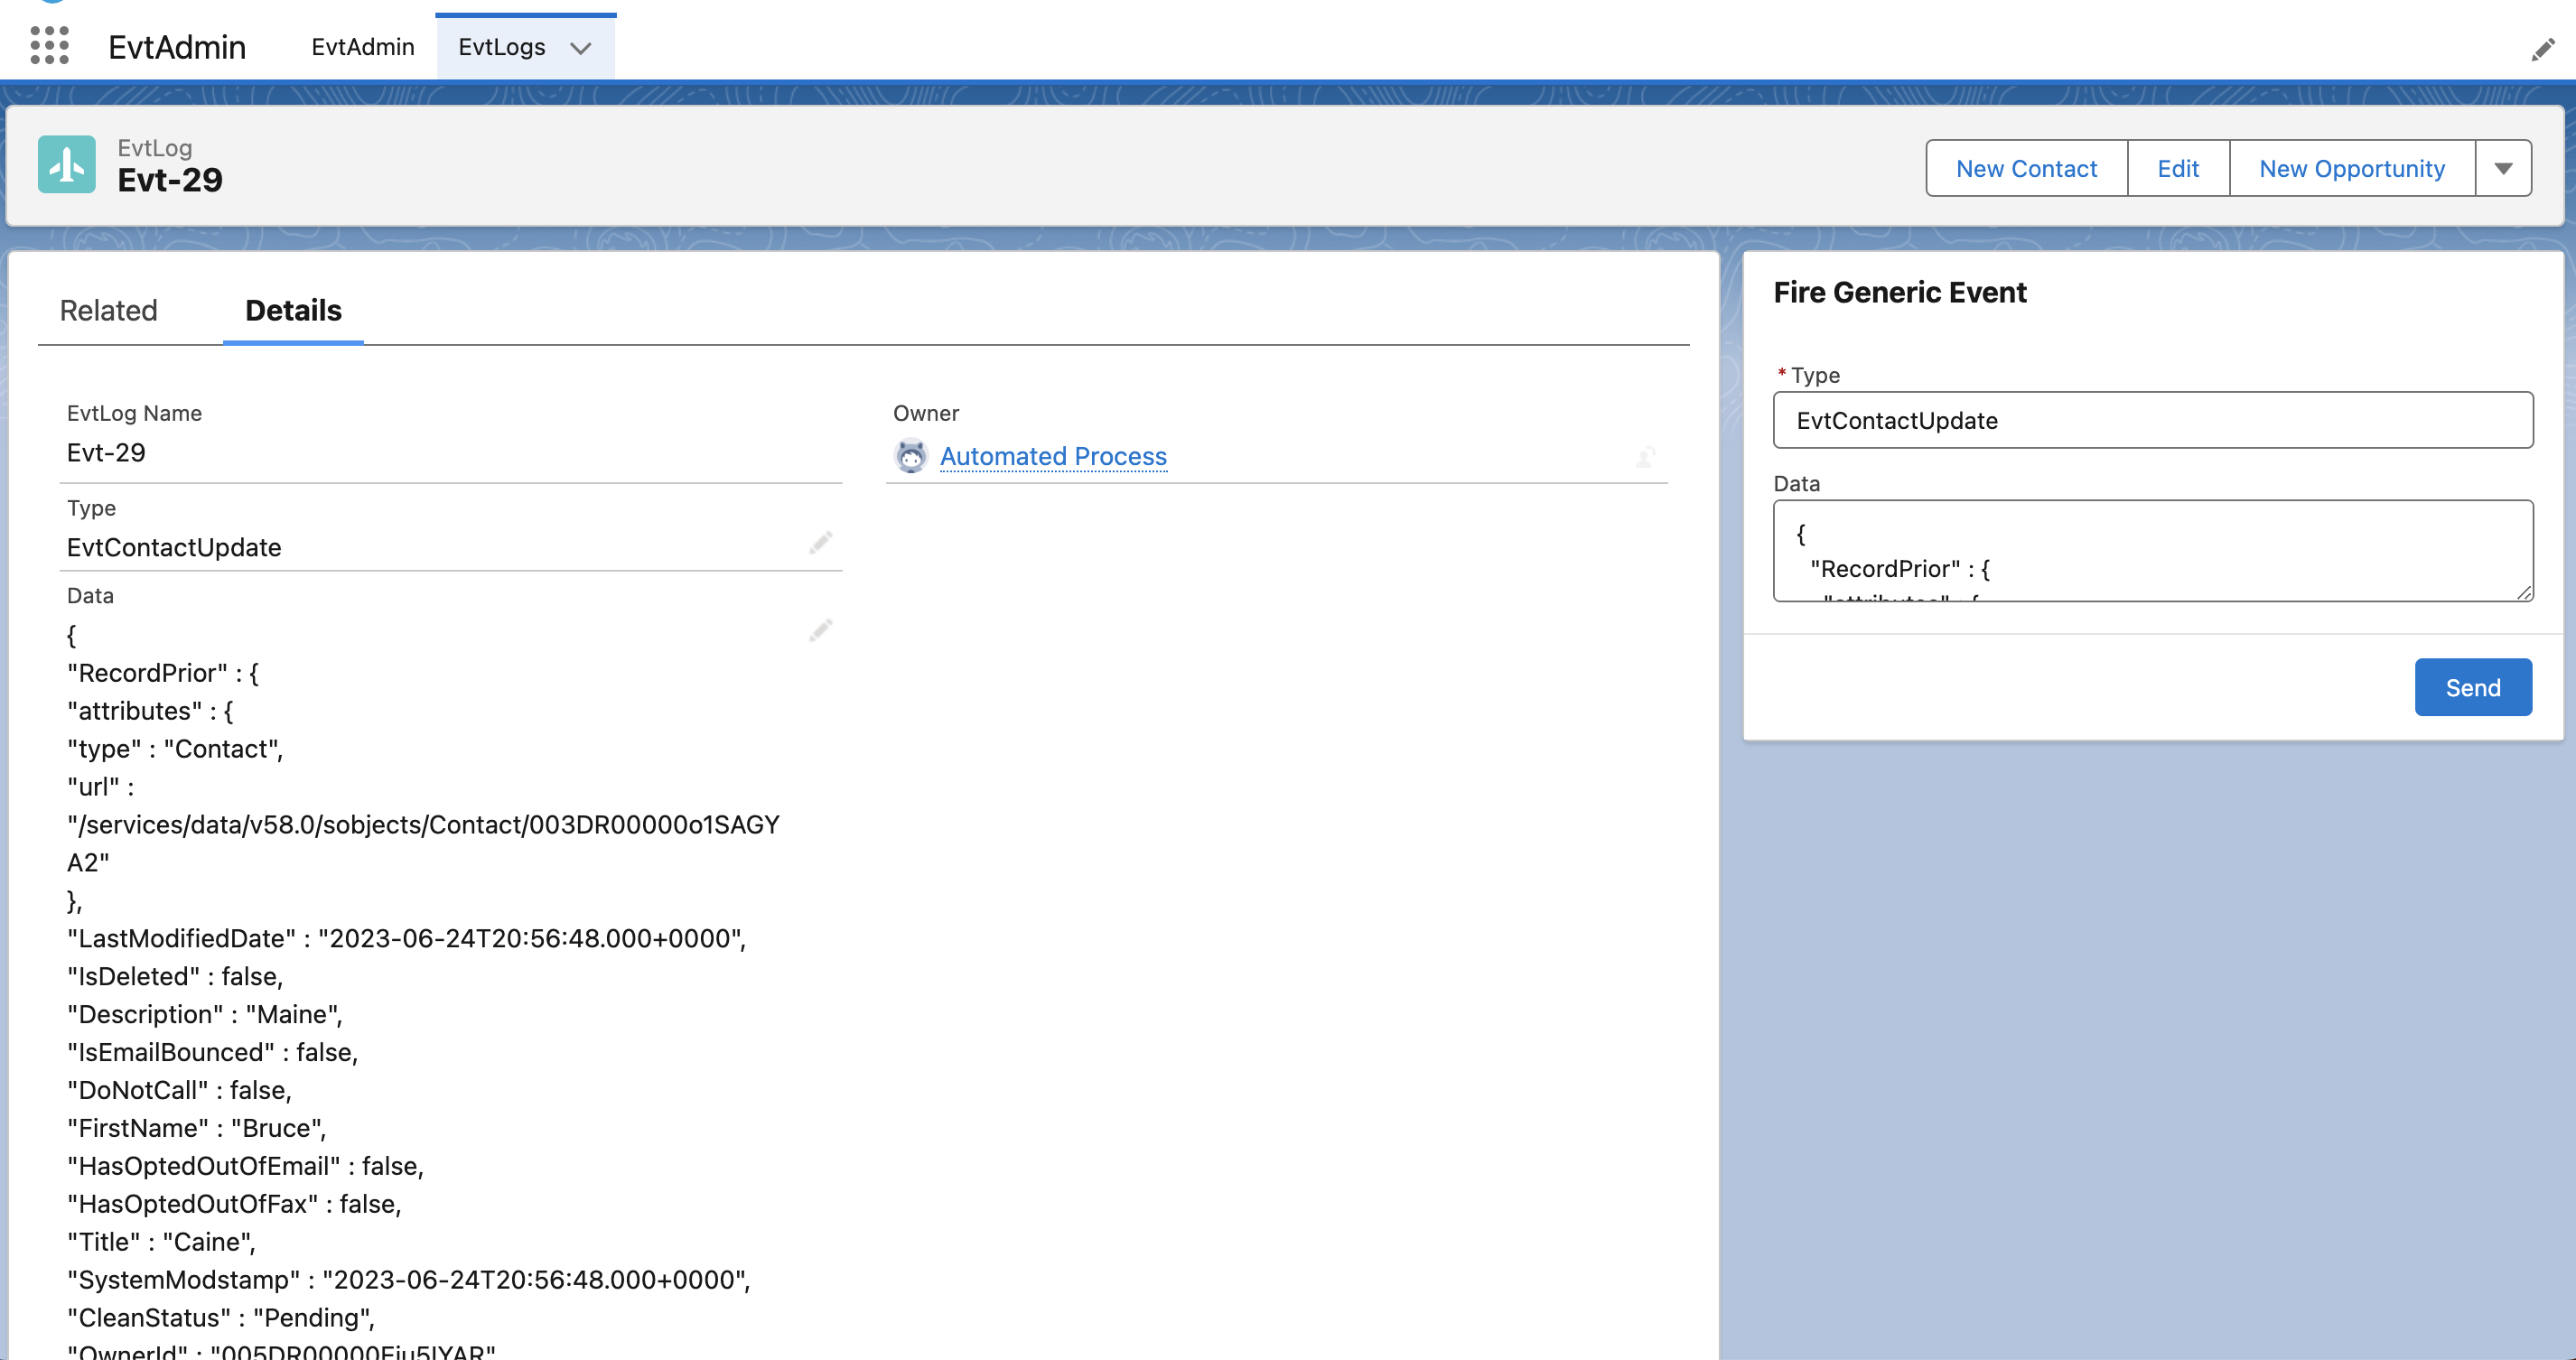 EvtAdmin
EvtAdmin
EvtLogs
EvtLog
Evt-29
New Contact
Edit
New Opportunity
Related
Details
EvtLog Name
Evt-29
Owner
Automated Process
Type
EvtContactUpdate
Data
{
"RecordPrior" : {
"attributes" : {
"type" : "Contact",
"url" :
"/services/data/v58.0/sobjects/Contact/003DR00000o1SAGY
A2"
},
"LastModifiedDate" : "2023-06-24T20:56:48.000+0000",
"IsDeleted" : false,
"Description" : "Maine",
"IsEmailBounced" : false,
"DoNotCall" : false,
"FirstName" : "Bruce",
"HasOptedOutOfEmail" : false,
"HasOptedOutOfFax" : false,
"Title" : "Caine",
"SystemModstamp" : "2023-06-24T20:56:48.000+0000",
"CleanStatus" : "Pending",
"OwnerId" :
Fire Generic Event
* Type
EvtContactUpdate
Data
{
"RecordPrior" : {
"attributes" : {
Send